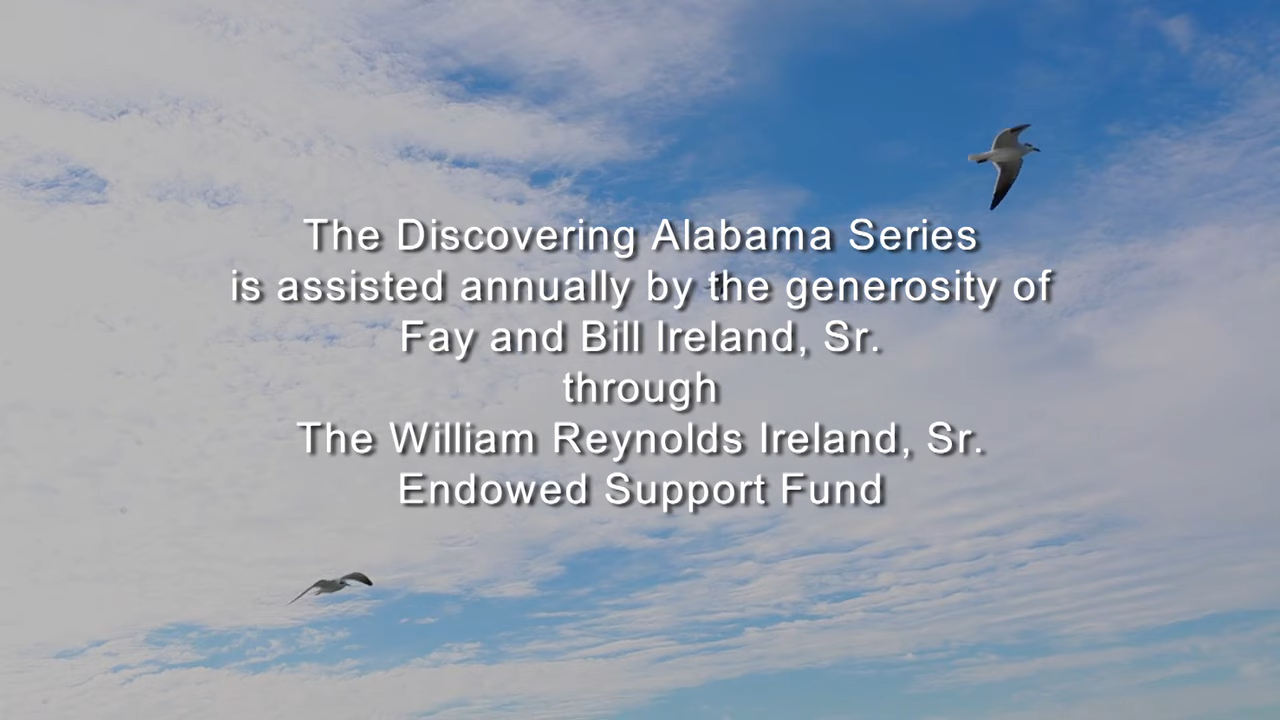 The Discovering Alabama Series
is assisted annually by the generosity of
Fay and Bill Ireland, Sr.
through
The William Reynolds Ireland, Sr.
Endowed Support Fund